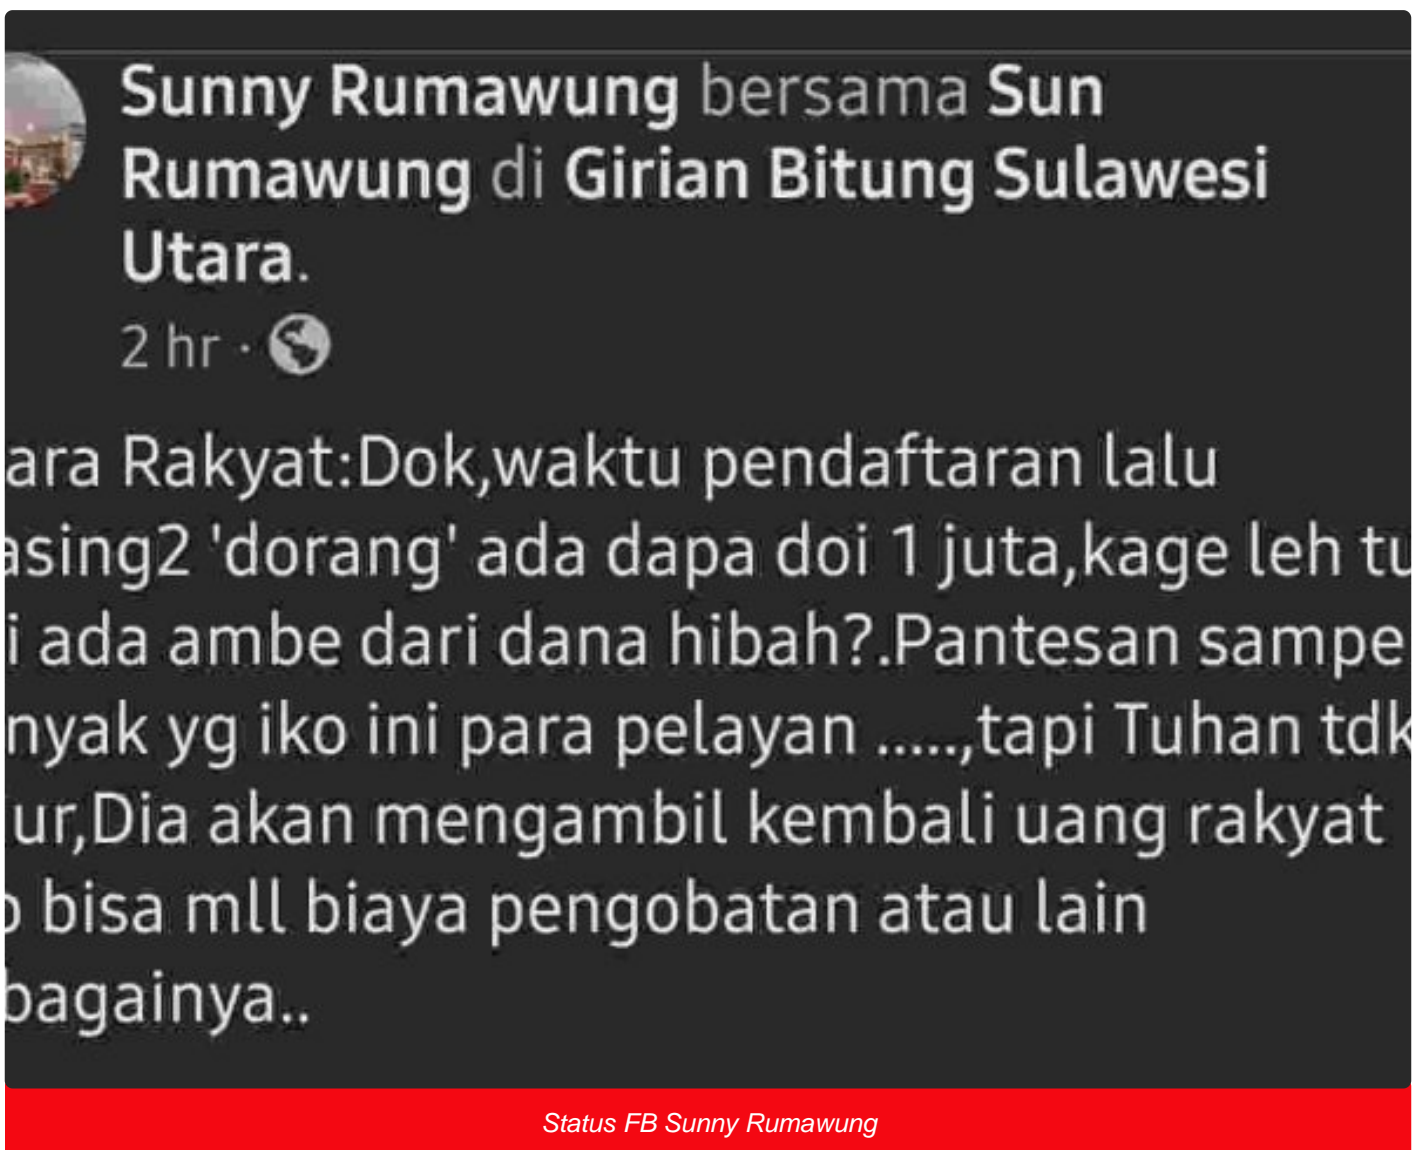 Sunny Rumawung bersama Sun
Rumawung di Girian Bitung Sulawesi
Utara.
2 hr ·
ara Rakyat:Dok,waktu pendaftaran lalu
asing2 'dorang' ada dapa doi 1 juta,kage leh tu
i ada ambe dari dana hibah?.Pantesan sampe
nyak yg iko ini para pelayan .....,tapi Tuhan tdk
ur,Dia akan mengambil kembali uang rakyat
bisa mll biaya pengobatan atau lain
bagainya..
Status FB Sunny Rumawung